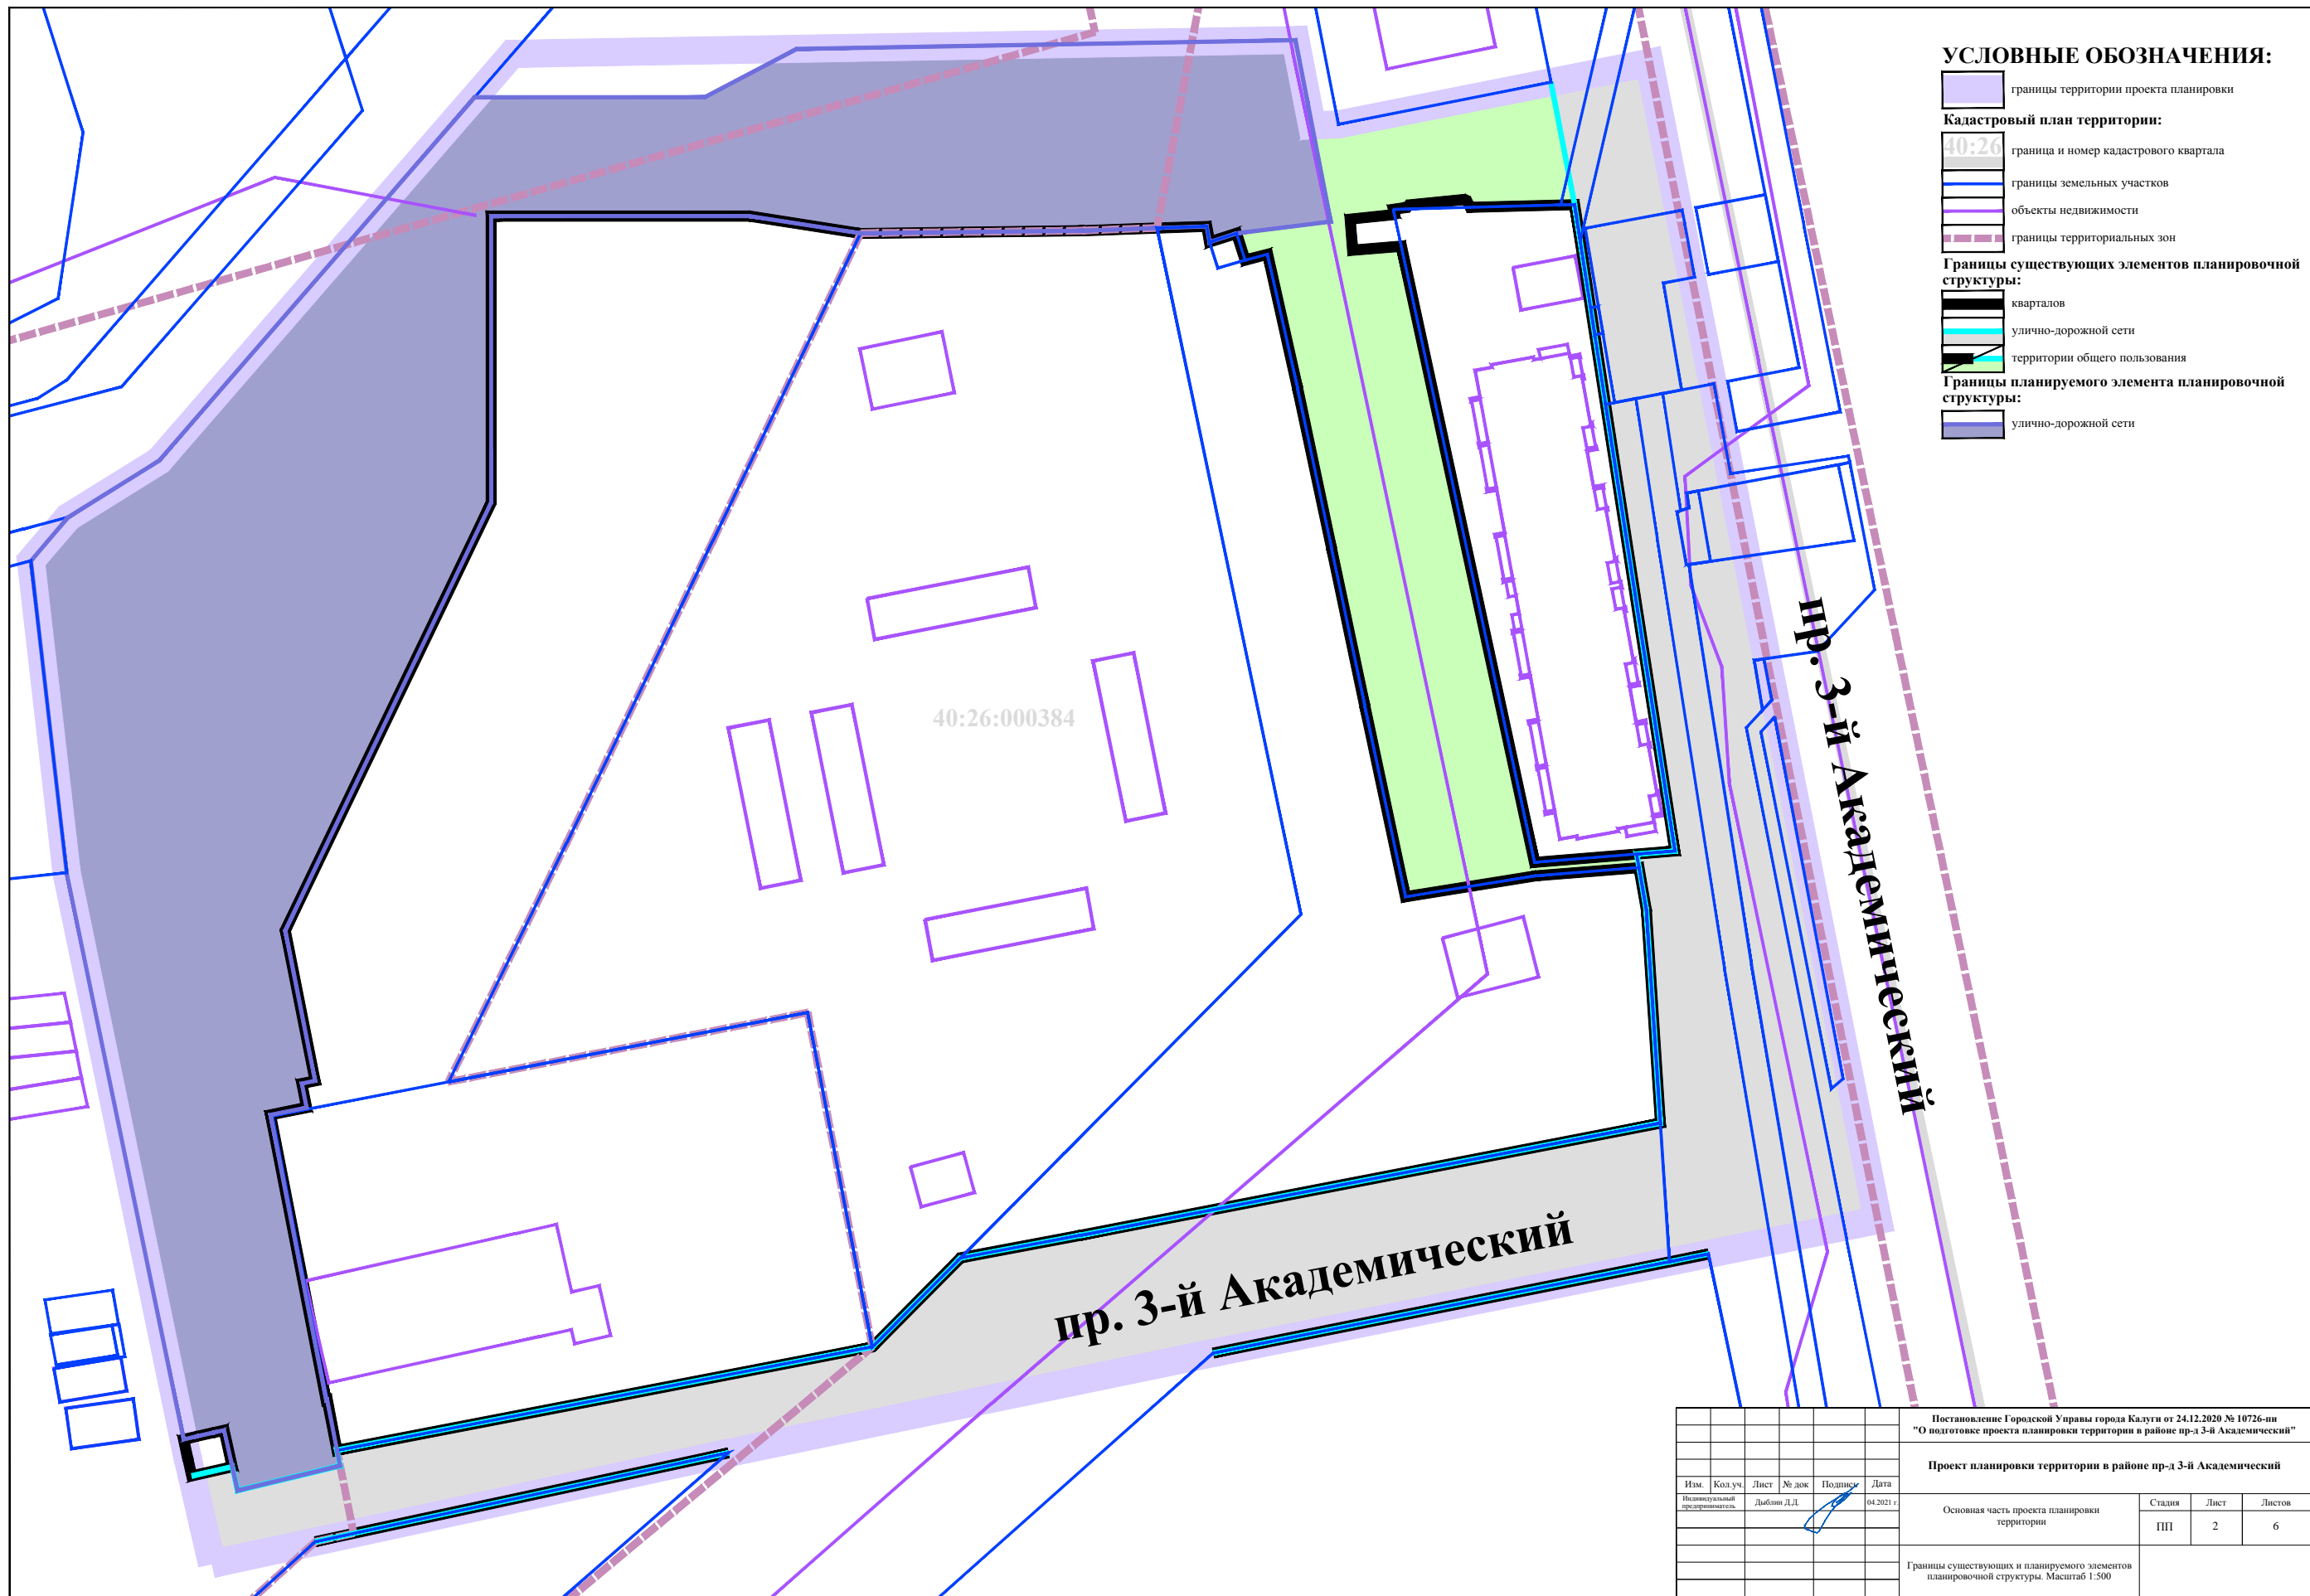 УСЛОВНЫЕ ОБОЗНАЧЕНИЯ:
границы территории проекта планировки
Кадастровый план территории:
40:26
граница и номер кадастрового квартала
границы земельных участков
объекты недвижимости
границы территориальных зон
Границы существующих элементов планировочной
структуры:
кварталов
улично-дорожной сети
территории общего пользования
Границы планируемого элемента планировочной
структуры:
улично-дорожной сети
40:26:000384
пр. 3-й Академический
пр. 3-й Академический
Постановление Городской Управы города Калуги от 24.12.2020 № 10726-пи
"О подготовке проекта планировки территории в районе пр-д 3-й Академический"
Проект планировки территории в районе пр-д 3-й Академический
Изм. Кол.уч. Лист № док Подпись Дата
Индивидуальный
предприниматель
Дыблин Д.Д.
04.2021 г.
Основная часть проекта планировки
территории
Стадия Лист Листов
ПП 2 6
Границы существующих и планируемого элементов
планировочной структуры. Масштаб 1:500